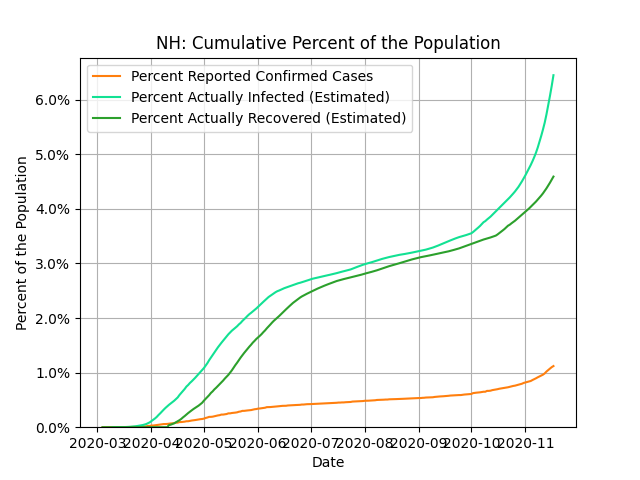 NH: Cumulative Percent of the Population
Percent Reported Confirmed Cases
Percent Actually Infected (Estimated)
Percent Actually Recovered (Estimated)
Percent of the Population
6.0%
5.0%
4.0%
3.0%
2.0%
1.0%
0.0%
2020-03 2020-04 2020-05 2020-06 2020-07 2020-08 2020-09 2020-10 2020-11
Date